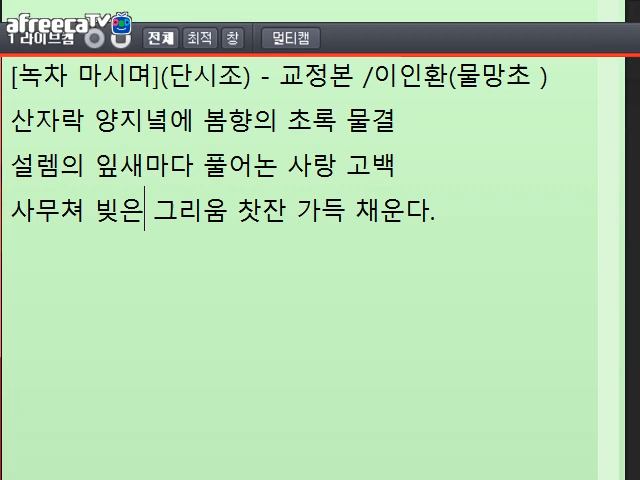 afreecaTV
1 라이브캠 전체 최적 창 멀티캠
[녹차 마시며](단시조) - 교정본 /이인환(물망초 )
산자락 양지녘에 봄향의 초록 물결
설렘의 잎새마다 풀어논 사랑 고백
사무쳐 빚은 그리움 찻잔 가득 채운다.